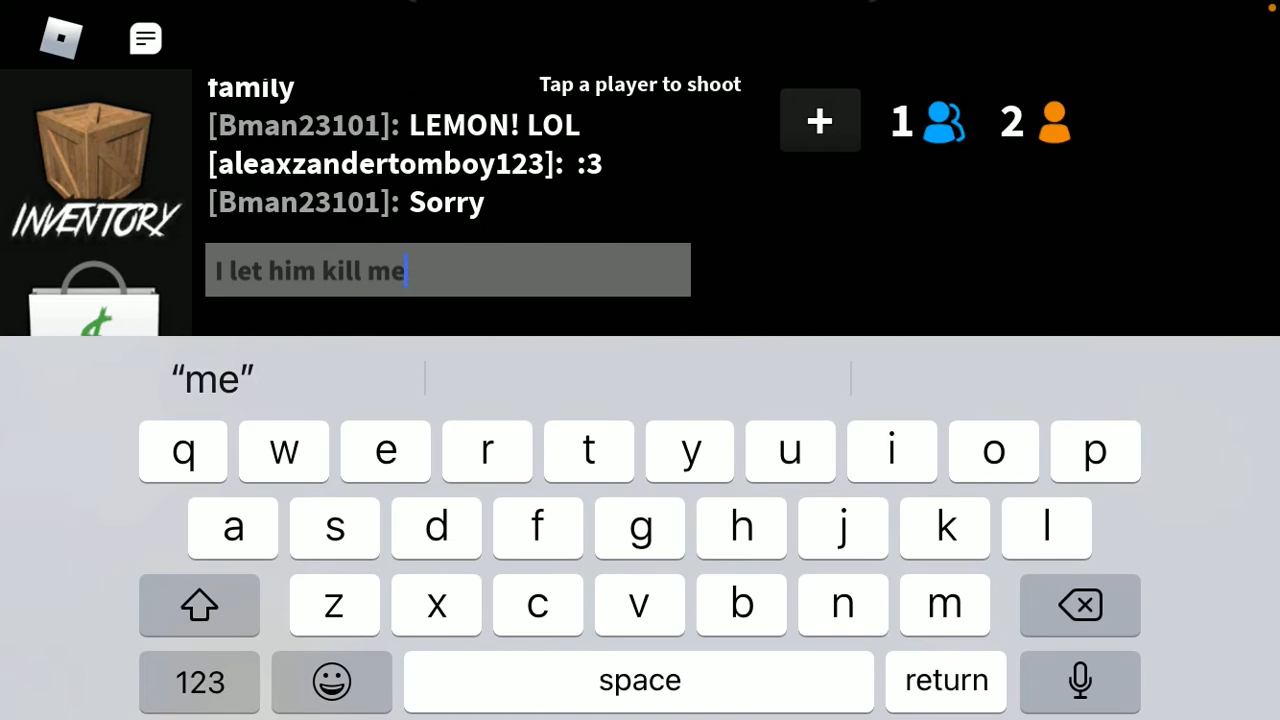 family
Tap a player to shoot
[Bman23101]: LEMON! LOL
[aleaxzandertomboy123]: :3
[Bman23101]: Sorry
I let him kill me
+
1
2
INVENTORY
$
“me”
q w e r t y u i o p
a s d f g h j k l
z x c v b n m
123 space return